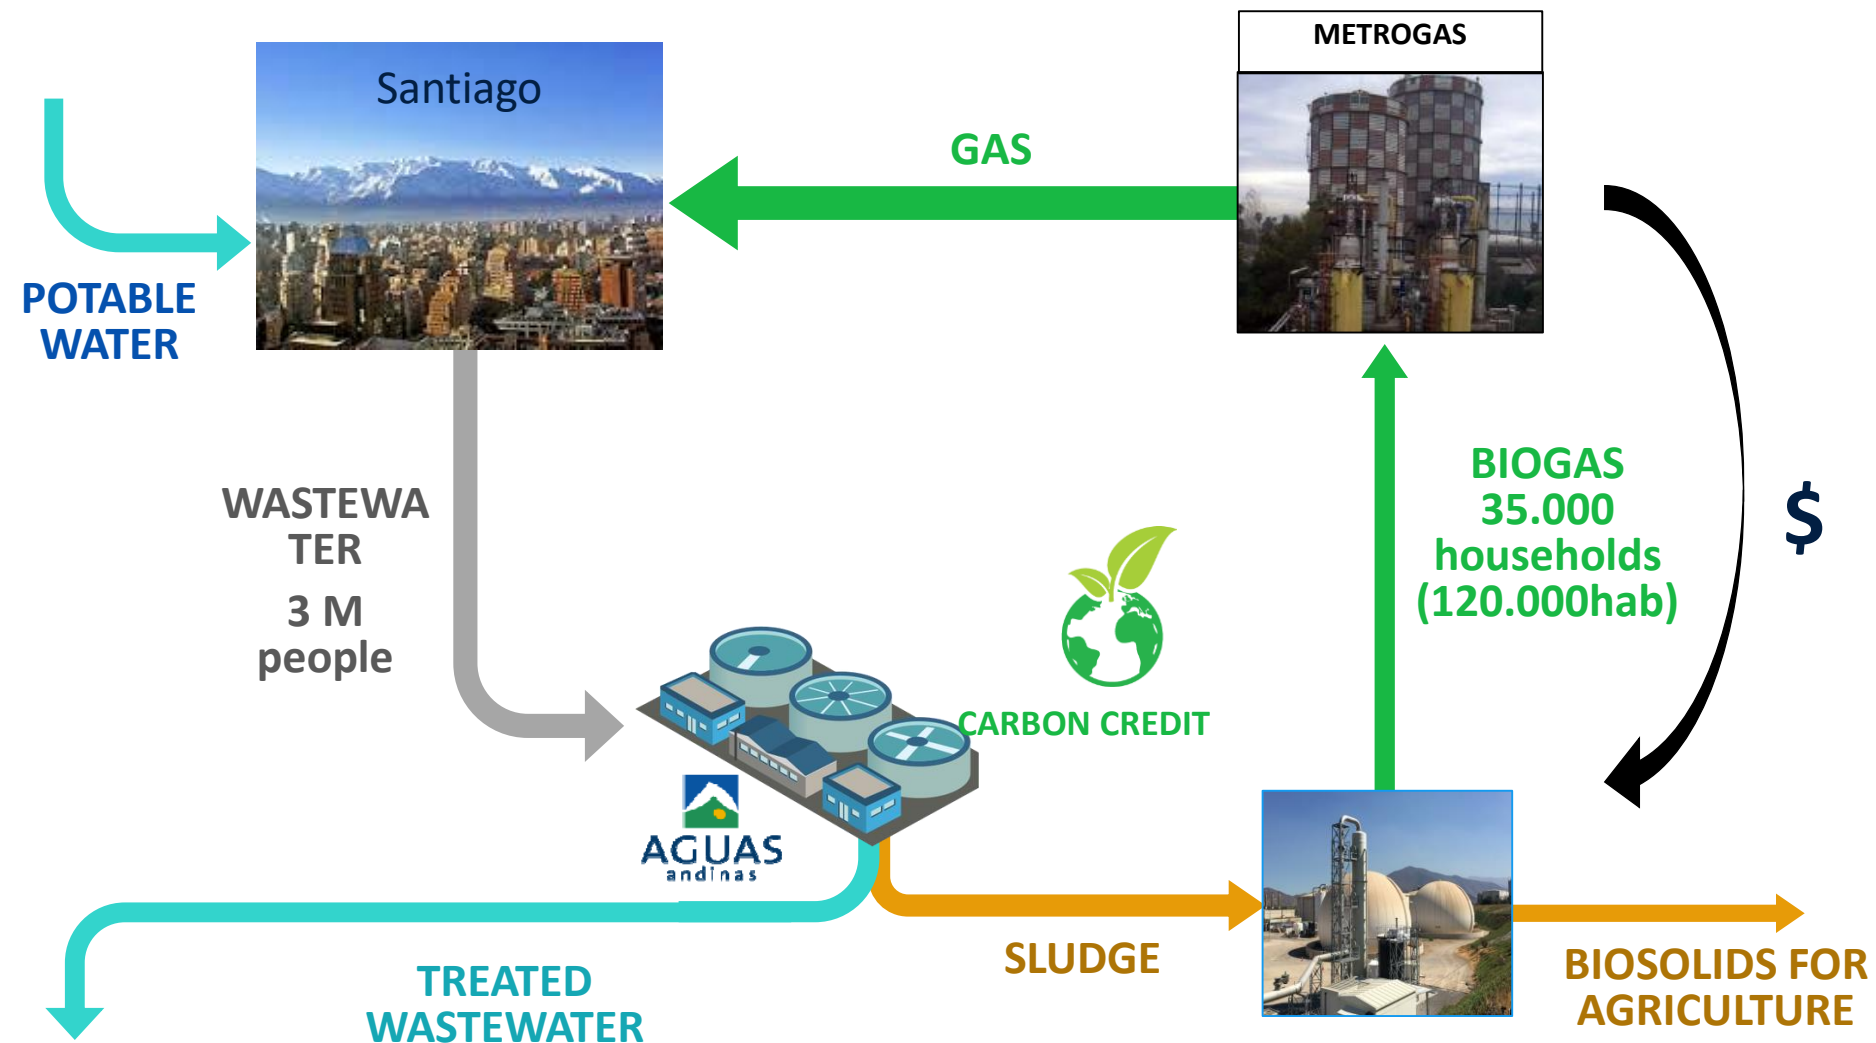 METROGAS
Santiago
GAS
POTABLE
WATER
WASTEWA
TER
3 M
people
BIOGAS
35.000
households
(120.000hab)
$
CARBON CREDIT
AGUAS
andinas
SLUDGE
TREATED
WASTEWATER
BIOSOLIDS FOR
AGRICULTURE